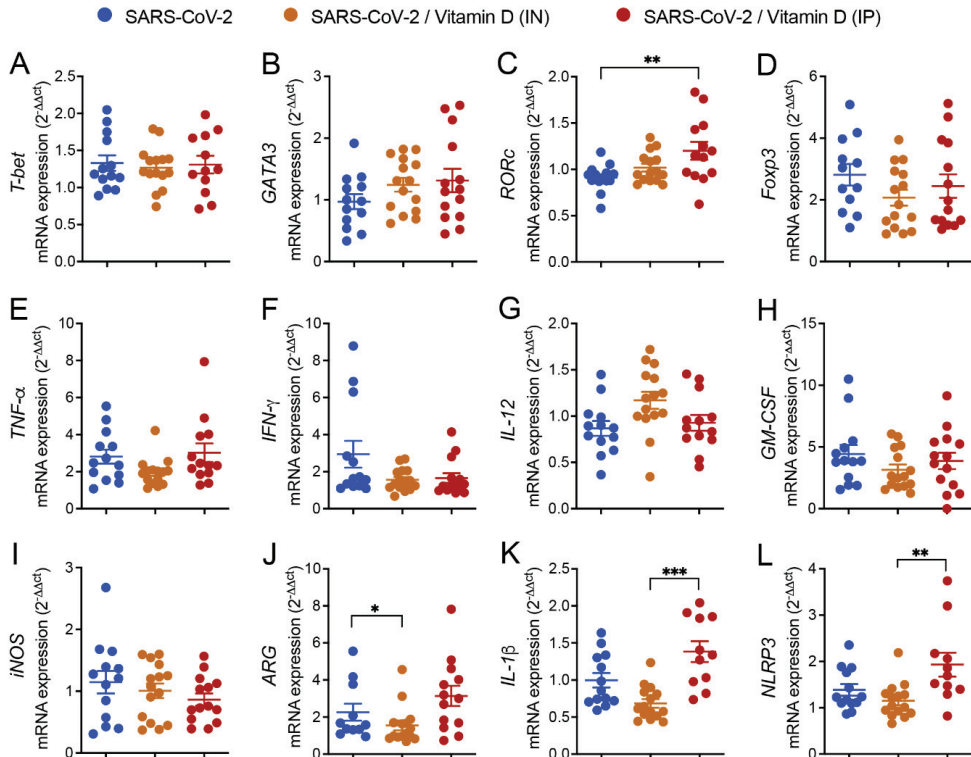 SARS-CoV-2 SARS-CoV-2 / Vitamin D (IN) SARS-CoV-2 / Vitamin D (IP)
A
T-bet
mRNA expression (2^-ΔΔct)
2.5
2.0
1.5
1.0
0.5
0.0
B
GATA3
mRNA expression (2^-ΔΔct)
3
2
1
0
C
RORc
mRNA expression (2^-ΔΔct)
2.0
1.5
1.0
0.5
0.0
**
D
Foxp3
mRNA expression (2^-ΔΔct)
6
4
2
0
E
TNF-α
mRNA expression (2^-ΔΔct)
10
8
6
4
2
0
F
IFN-γ
mRNA expression (2^-ΔΔct)
10
8
6
4
2
0
G
IL-12
mRNA expression (2^-ΔΔct)
2.0
1.5
1.0
0.5
0.0
H
GM-CSF
mRNA expression (2^-ΔΔct)
15
10
5
0
I
iNOS
mRNA expression (2^-ΔΔct)
3
2
1
0
J
ARG
mRNA expression (2^-ΔΔct)
10
8
6
4
2
0
*
K
IL-1β
mRNA expression (2^-ΔΔct)
2.5
2.0
1.5
1.0
0.5
0.0
***
L
NLRP3
mRNA expression (2^-ΔΔct)
4
3
2
1
0
**